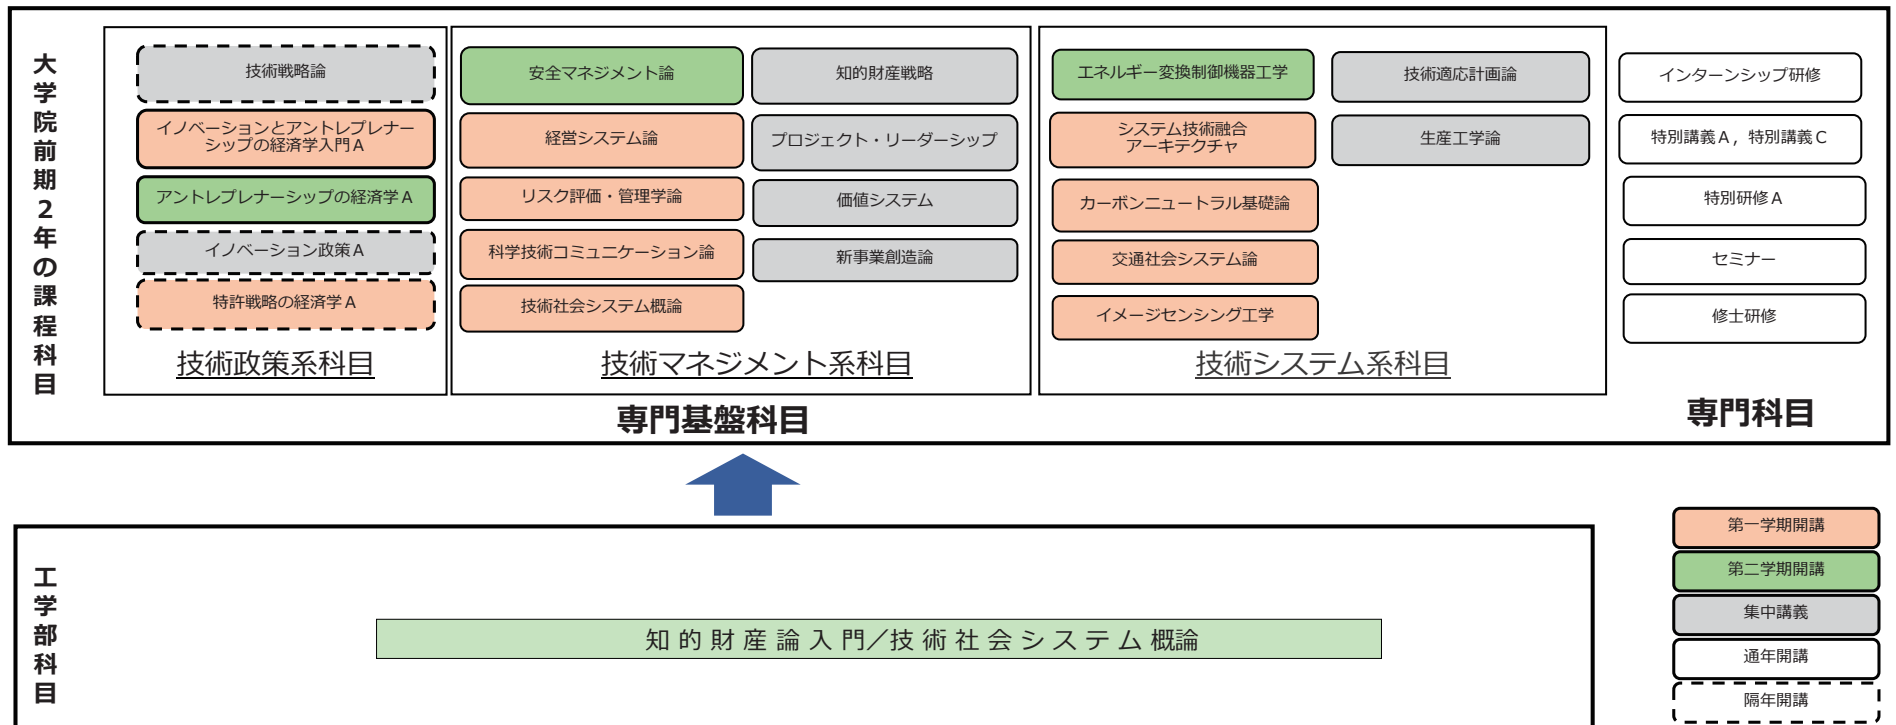 大学院前期2年の課程科目
技術戦略論
イノベーションとアントレプレナー
シップの経済学入門A
アントレプレナーシップの経済学A
イノベーション政策A
特許戦略の経済学A
技術政策系科目
安全マネジメント論
経営システム論
リスク評価・管理学論
科学技術コミュニケーション論
技術社会システム概論
知的財産戦略
プロジェクト・リーダーシップ
価値システム
新事業創造論
技術マネジメント系科目
エネルギー変換制御機器工学
システム技術融合
アーキテクチャ
カーボンニュートラル基礎論
交通社会システム論
イメージセンシング工学
技術適応計画論
生産工学論
技術システム系科目
専門基盤科目
インターンシップ研修
特別講義A，特別講義C
特別研修A
セミナー
修士研修
専門科目
工学部科目
知的財産論入門／技術社会システム概論
第一学期開講
第二学期開講
集中講義
通年開講
隔年開講